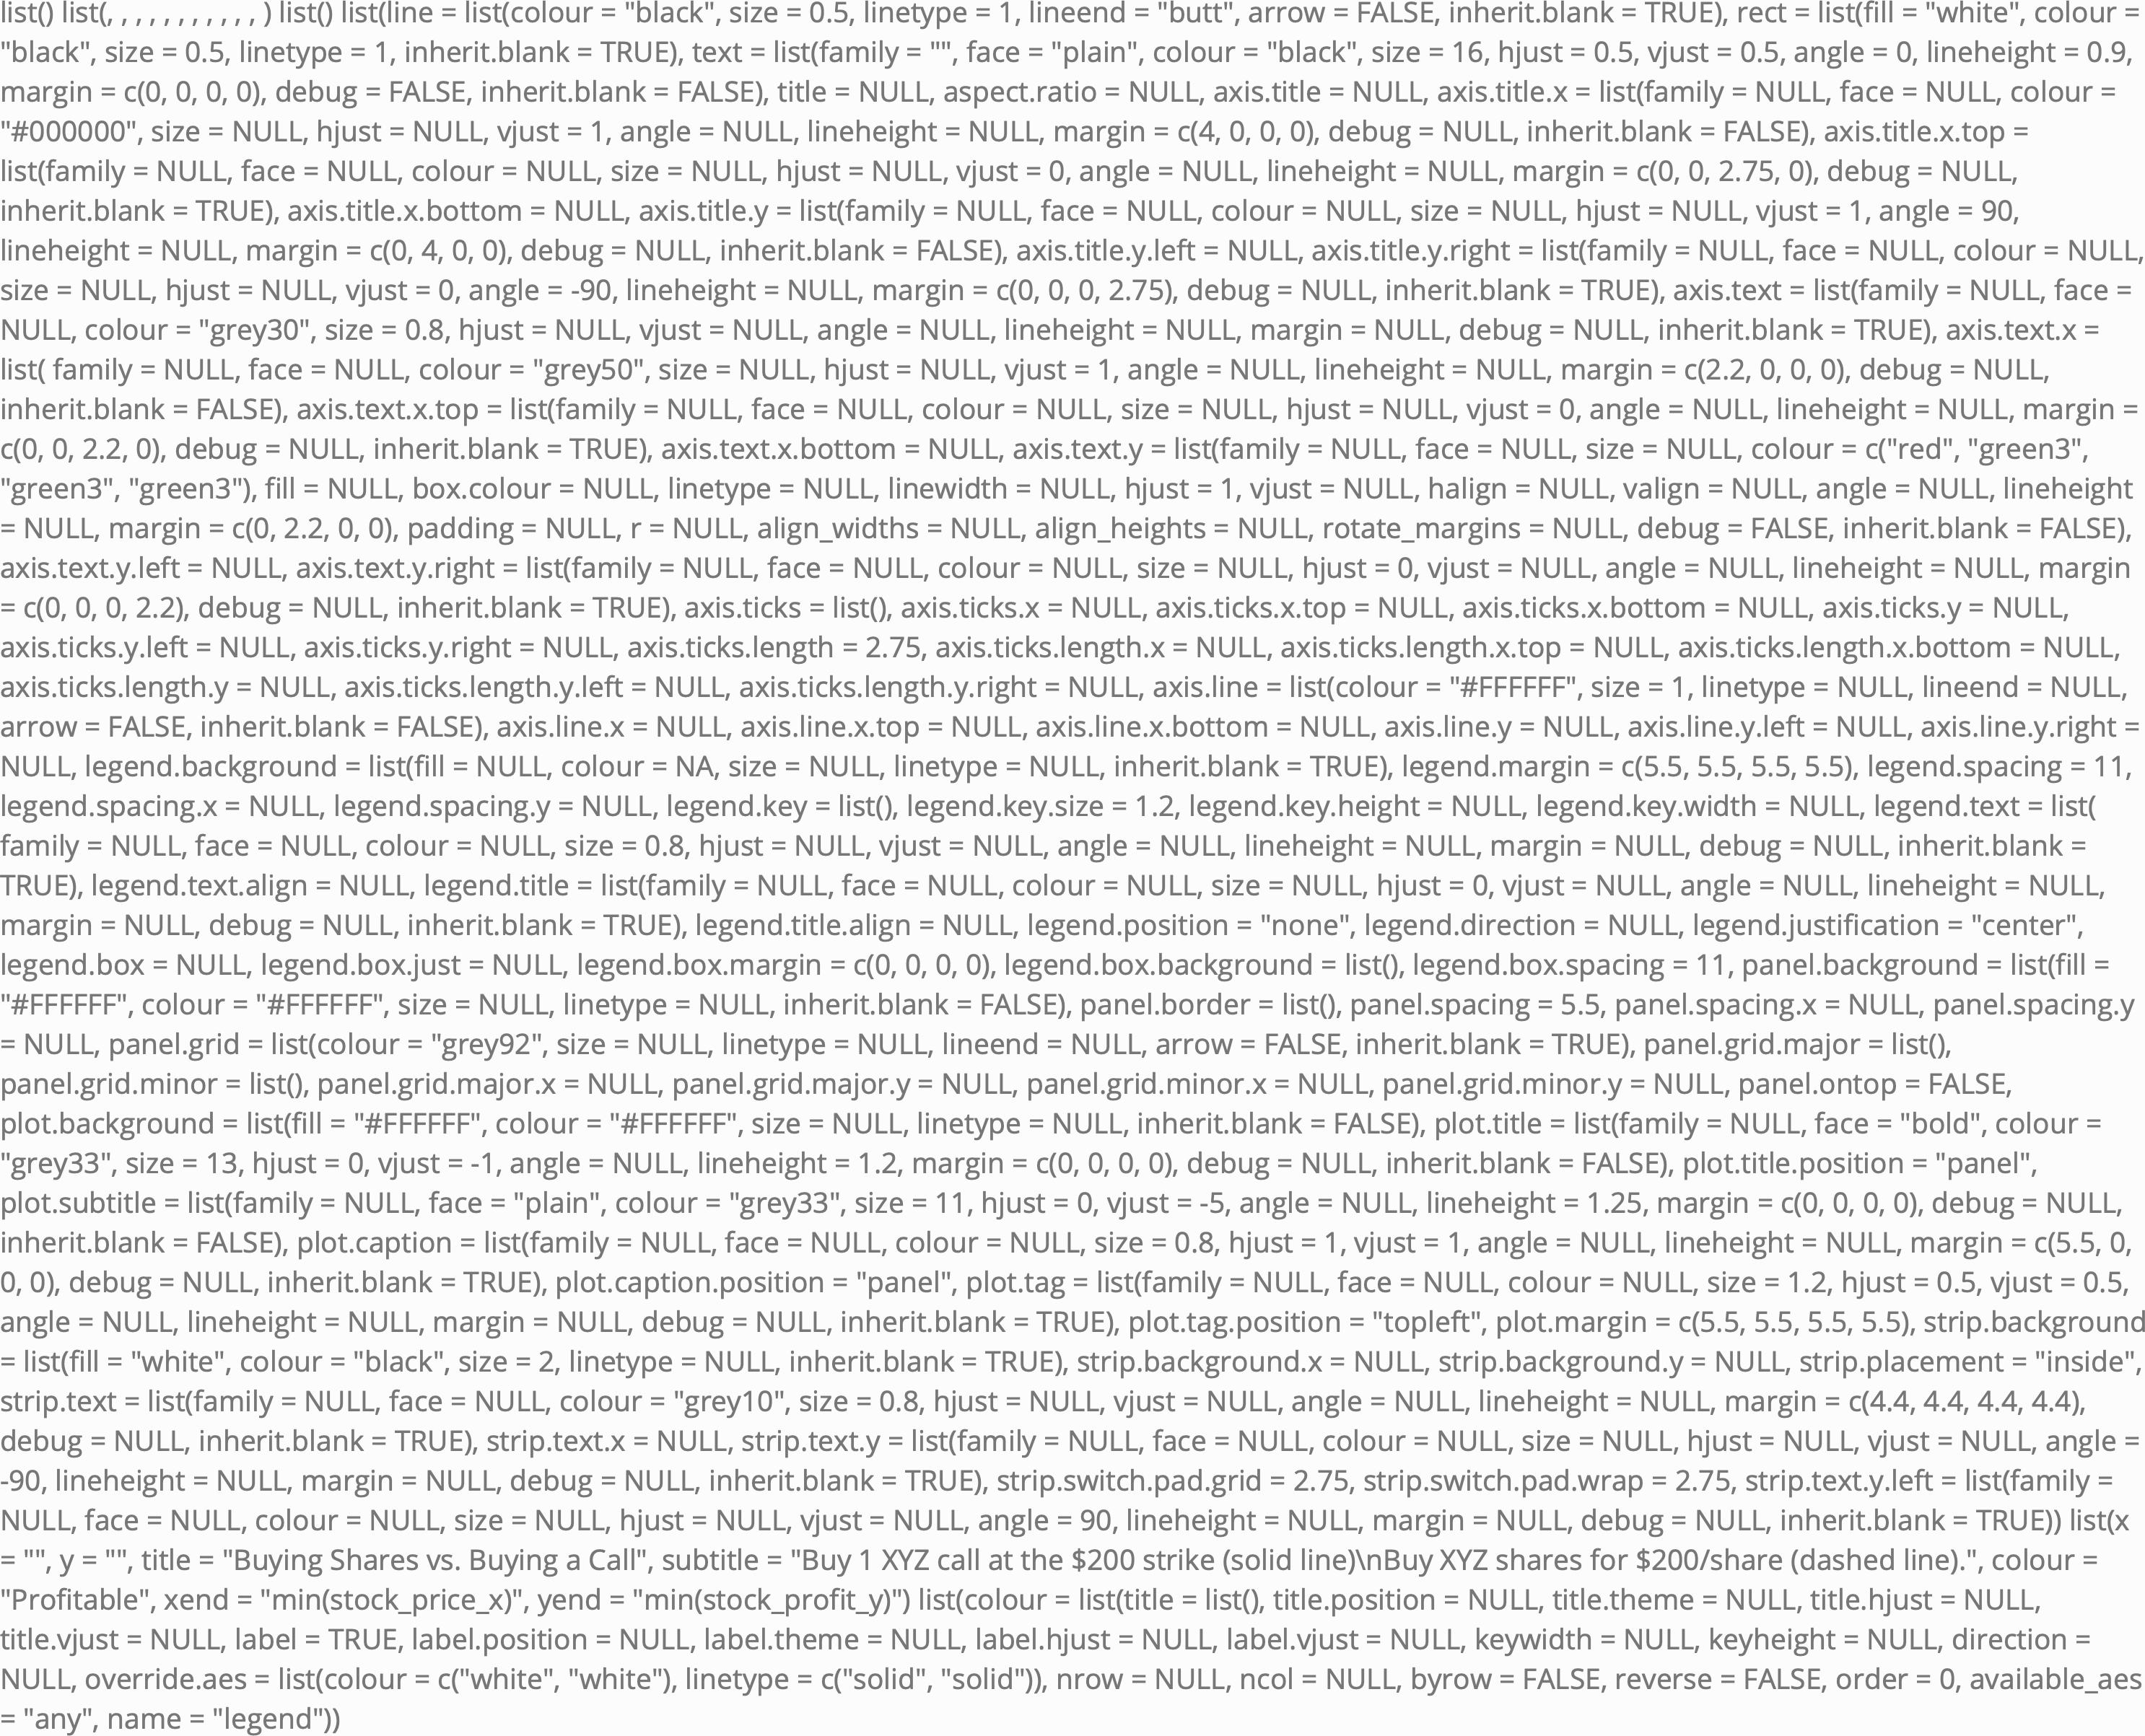 list() list(, , , , , , , , , , , ) list() list(line = list(colour = "black", size = 0.5, linetype = 1, lineend = "butt", arrow = FALSE, inherit.blank = TRUE), rect = list(fill = "white", colour =
"black", size = 0.5, linetype = 1, inherit.blank = TRUE), text = list(family = "", face = "plain", colour = "black", size = 16, hjust = 0.5, vjust = 0.5, angle = 0, lineheight = 0.9,
margin = c(0, 0, 0, 0), debug = FALSE, inherit.blank = FALSE), title = NULL, aspect.ratio = NULL, axis.title = NULL, axis.title.x = list(family = NULL, face = NULL, colour =
"#000000", size = NULL, hjust = NULL, vjust = 1, angle = NULL, lineheight = NULL, margin = c(4, 0, 0, 0), debug = NULL, inherit.blank = FALSE), axis.title.x.top =
list(family = NULL, face = NULL, colour = NULL, size = NULL, hjust = NULL, vjust = 0, angle = NULL, lineheight = NULL, margin = c(0, 0, 2.75, 0), debug = NULL,
inherit.blank = TRUE), axis.title.x.bottom = NULL, axis.title.y = list(family = NULL, face = NULL, colour = NULL, size = NULL, hjust = NULL, vjust = 1, angle = 90,
lineheight = NULL, margin = c(0, 4, 0, 0), debug = NULL, inherit.blank = FALSE), axis.title.y.left = NULL, axis.title.y.right = list(family = NULL, face = NULL, colour = NULL,
size = NULL, hjust = NULL, vjust = 0, angle = -90, lineheight = NULL, margin = c(0, 0, 0, 2.75), debug = NULL, inherit.blank = TRUE), axis.text = list(family = NULL, face =
NULL, colour = "grey30", size = 0.8, hjust = NULL, vjust = NULL, angle = NULL, lineheight = NULL, margin = NULL, debug = NULL, inherit.blank = TRUE), axis.text.x =
list( family = NULL, face = NULL, colour = "grey50", size = NULL, hjust = NULL, vjust = 1, angle = NULL, lineheight = NULL, margin = c(2.2, 0, 0, 0), debug = NULL,
inherit.blank = FALSE), axis.text.x.top = list(family = NULL, face = NULL, colour = NULL, size = NULL, hjust = NULL, vjust = 0, angle = NULL, lineheight = NULL, margin =
c(0, 0, 2.2, 0), debug = NULL, inherit.blank = TRUE), axis.text.x.bottom = NULL, axis.text.y = list(family = NULL, face = NULL, size = NULL, colour = c("red", "green3",
"green3", "green3"), fill = NULL, box.colour = NULL, linetype = NULL, linewidth = NULL, hjust = 1, vjust = NULL, halign = NULL, valign = NULL, angle = NULL, lineheight
= NULL, margin = c(0, 2.2, 0, 0), padding = NULL, r = NULL, align_widths = NULL, align_heights = NULL, rotate_margins = NULL, debug = FALSE, inherit.blank = FALSE),
axis.text.y.left = NULL, axis.text.y.right = list(family = NULL, face = NULL, colour = NULL, size = NULL, hjust = 0, vjust = NULL, angle = NULL, lineheight = NULL, margin
= c(0, 0, 0, 2.2), debug = NULL, inherit.blank = TRUE), axis.ticks = list(), axis.ticks.x = NULL, axis.ticks.x.top = NULL, axis.ticks.x.bottom = NULL, axis.ticks.y = NULL,
axis.ticks.y.left = NULL, axis.ticks.y.right = NULL, axis.ticks.length = 2.75, axis.ticks.length.x = NULL, axis.ticks.length.x.top = NULL, axis.ticks.length.x.bottom = NULL,
axis.ticks.length.y = NULL, axis.ticks.length.y.left = NULL, axis.ticks.length.y.right = NULL, axis.line = list(colour = "#FFFFFF", size = 1, linetype = NULL, lineend = NULL,
arrow = FALSE, inherit.blank = FALSE), axis.line.x = NULL, axis.line.x.top = NULL, axis.line.x.bottom = NULL, axis.line.y = NULL, axis.line.y.left = NULL, axis.line.y.right =
NULL, legend.background = list(fill = NULL, colour = NA, size = NULL, linetype = NULL, inherit.blank = TRUE), legend.margin = c(5.5, 5.5, 5.5, 5.5), legend.spacing = 11,
legend.spacing.x = NULL, legend.spacing.y = NULL, legend.key = list(), legend.key.size = 1.2, legend.key.height = NULL, legend.key.width = NULL, legend.text = list(
family = NULL, face = NULL, colour = NULL, size = 0.8, hjust = NULL, vjust = NULL, angle = NULL, lineheight = NULL, margin = NULL, debug = NULL, inherit.blank =
TRUE), legend.text.align = NULL, legend.title = list(family = NULL, face = NULL, colour = NULL, size = NULL, hjust = 0, vjust = NULL, angle = NULL, lineheight = NULL,
margin = NULL, debug = NULL, inherit.blank = TRUE), legend.title.align = NULL, legend.position = "none", legend.direction = NULL, legend.justification = "center",
legend.box = NULL, legend.box.just = NULL, legend.box.margin = c(0, 0, 0, 0), legend.box.background = list(), legend.box.spacing = 11, panel.background = list(fill =
"#FFFFFF", colour = "#FFFFFF", size = NULL, linetype = NULL, inherit.blank = FALSE), panel.border = list(), panel.spacing = 5.5, panel.spacing.x = NULL, panel.spacing.y
= NULL, panel.grid = list(colour = "grey92", size = NULL, linetype = NULL, lineend = NULL, arrow = FALSE, inherit.blank = TRUE), panel.grid.major = list(),
panel.grid.minor = list(), panel.grid.major.x = NULL, panel.grid.major.y = NULL, panel.grid.minor.x = NULL, panel.grid.minor.y = NULL, panel.ontop = FALSE,
plot.background = list(fill = "#FFFFFF", colour = "#FFFFFF", size = NULL, linetype = NULL, inherit.blank = FALSE), plot.title = list(family = NULL, face = "bold", colour =
"grey33", size = 13, hjust = 0, vjust = -1, angle = NULL, lineheight = 1.2, margin = c(0, 0, 0, 0), debug = NULL, inherit.blank = FALSE), plot.title.position = "panel",
plot.subtitle = list(family = NULL, face = "plain", colour = "grey33", size = 11, hjust = 0, vjust = -5, angle = NULL, lineheight = 1.25, margin = c(0, 0, 0, 0), debug = NULL,
inherit.blank = FALSE), plot.caption = list(family = NULL, face = NULL, colour = NULL, size = 0.8, hjust = 1, vjust = 1, angle = NULL, lineheight = NULL, margin = c(5.5, 0,
0, 0), debug = NULL, inherit.blank = TRUE), plot.caption.position = "panel", plot.tag = list(family = NULL, face = NULL, colour = NULL, size = 1.2, hjust = 0.5, vjust = 0.5,
angle = NULL, lineheight = NULL, margin = NULL, debug = NULL, inherit.blank = TRUE), plot.tag.position = "topleft", plot.margin = c(5.5, 5.5, 5.5, 5.5), strip.background
= list(fill = "white", colour = "black", size = 2, linetype = NULL, inherit.blank = TRUE), strip.background.x = NULL, strip.background.y = NULL, strip.placement = "inside",
strip.text = list(family = NULL, face = NULL, colour = "grey10", size = 0.8, hjust = NULL, vjust = NULL, angle = NULL, lineheight = NULL, margin = c(4.4, 4.4, 4.4, 4.4),
debug = NULL, inherit.blank = TRUE), strip.text.x = NULL, strip.text.y = list(family = NULL, face = NULL, colour = NULL, size = NULL, hjust = NULL, vjust = NULL, angle =
-90, lineheight = NULL, margin = NULL, debug = NULL, inherit.blank = TRUE), strip.switch.pad.grid = 2.75, strip.switch.pad.wrap = 2.75, strip.text.y.left = list(family =
NULL, face = NULL, colour = NULL, size = NULL, hjust = NULL, vjust = NULL, angle = 90, lineheight = NULL, margin = NULL, debug = NULL, inherit.blank = TRUE)) list(x
= "", y = "", title = "Buying Shares vs. Buying a Call", subtitle = "Buy 1 XYZ call at the $200 strike (solid line)\nBuy XYZ shares for $200/share (dashed line).", colour =
"Profitable", xend = "min(stock_price_x)", yend = "min(stock_profit_y)") list(colour = list(title = list(), title.position = NULL, title.theme = NULL, title.hjust = NULL,
title.vjust = NULL, label = TRUE, label.position = NULL, label.theme = NULL, label.hjust = NULL, label.vjust = NULL, keywidth = NULL, keyheight = NULL, direction =
NULL, override.aes = list(colour = c("white", "white"), linetype = c("solid", "solid")), nrow = NULL, ncol = NULL, byrow = FALSE, reverse = FALSE, order = 0, available_aes
= "any", name = "legend"))